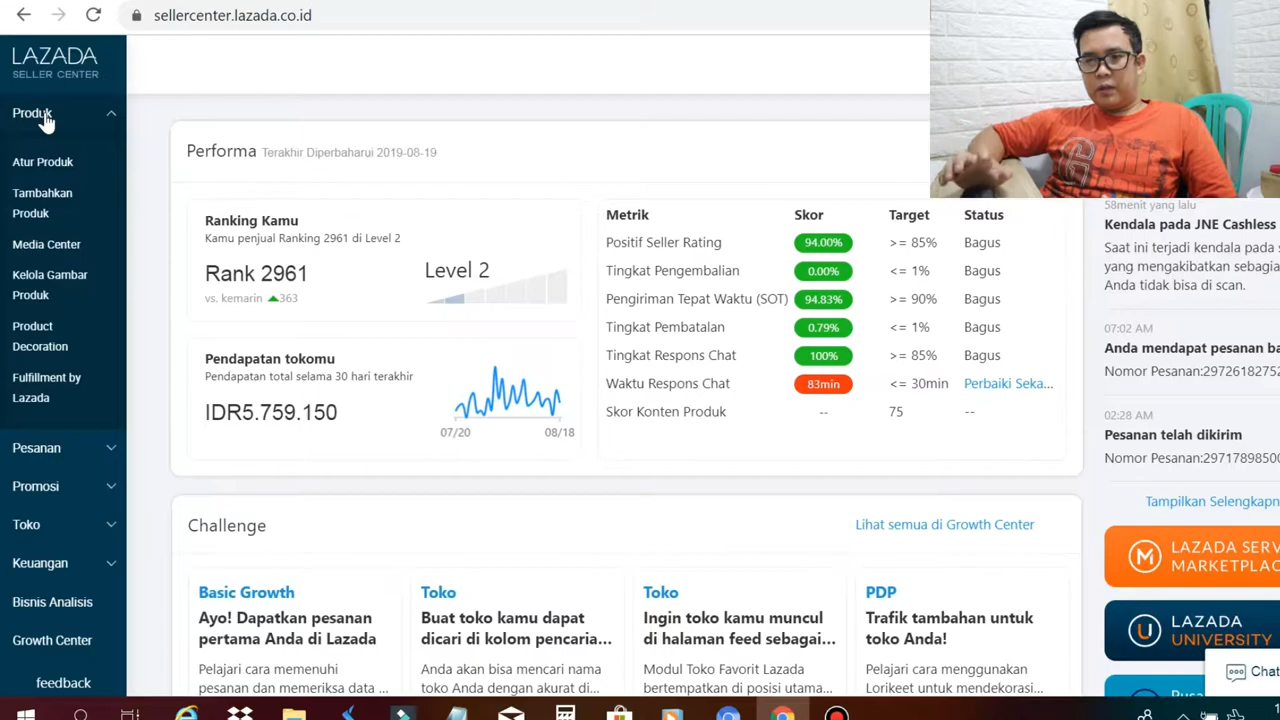 sellercenter.lazada.co.id
LAZADA
SELLER CENTER
Produk
Atur Produk
Tambahkan
Produk
Media Center
Kelola Gambar
Produk
Product
Decoration
Fulfillment by
Lazada
Pesanan
Promosi
Toko
Keuangan
Bisnis Analisis
Growth Center
feedback
Performa Terakhir Diperbaharui 2019-08-19
Ranking Kamu
Kamu penjual Ranking 2961 di Level 2
Rank 2961
Level 2
vs, kemarin 363
Pendapatan tokomu
Pendapatan total selama 30 hari terakhir
IDR5.759.150
07/20 08/18
Metrik Skor Target Status
Positif Seller Rating 94.00% >= 85% Bagus
Tingkat Pengembalian 0.00% <= 1% Bagus
Pengiriman Tepat Waktu (SOT) 94.83% >= 90% Bagus
Tingkat Pembatalan 0.79% <= 1% Bagus
Tingkat Respons Chat 100% >= 85% Bagus
Waktu Respons Chat 83min <= 30min Perbaiki Seka...
Skor Konten Produk -- 75 --
Challenge
Lihat semua di Growth Center
Basic Growth
Ayo! Dapatkan pesanan
pertama Anda di Lazada
Pelajari cara memenuhi
pesanan dan memeriksa data ...
Toko
Buat toko kamu dapat
dicari di kolom pencaria...
Anda akan bisa mencari nama
toko Anda dengan akurat di
Toko
Ingin toko kamu muncul
di halaman feed sebagai...
Modul Toko Favorit Lazada
bertempat di posisi utama...
PDP
Trafik tambahan untuk
toko Anda!
Pelajari cara menggunakan
Lorikeet untuk mendekorasi...
58menit yang lalu
Kendala pada JNE Cashless
Saat ini terjadi kendala pada s
yang mengakibatkan sebagia
Anda tidak bisa di scan.
07:02 AM
Anda mendapat pesanan ba
Nomor Pesanan:2972618275
02:28 AM
Pesanan telah dikirim
Nomor Pesanan:29717898500
Tampilkan Selengkapn
M
LAZADA SERV
MARKETPLAC
U
LAZADA
UNIVERSITY
Pusa
Chat